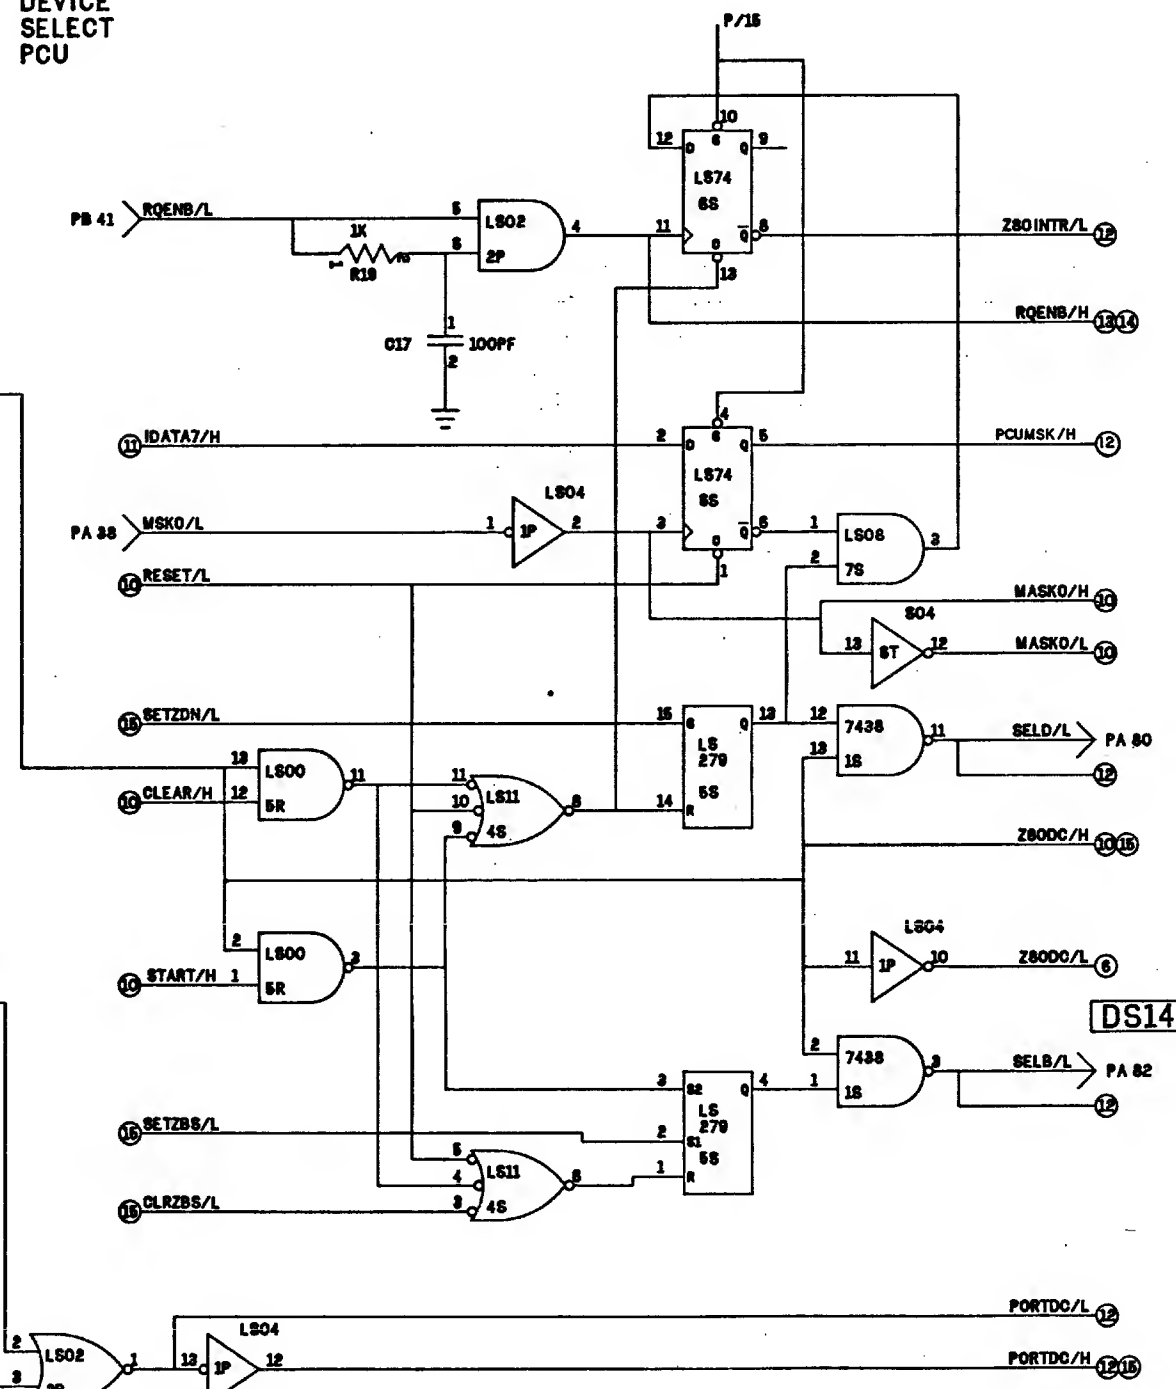 DEVICE
SELECT
PCU
P/15
10
12 D S Q 9
LS74
6S
PB 41 RQENB/L 5 LS02 4 11 Q 8 Z80INTR/L 12
1K
1 R19 2 6 2P C
13
RQENB/H 13 14
C17 1 100PF
2
4
11 IDATA7/H 2 D S Q 5 PCUMSK/H 12
LS74
LS04
PA 38 MSK0/L 1 1P 2 3 Q 6 1 LS08 3
C 2 7S
10 RESET/L 1
MASK0/H 10
S04
13 12 MASK0/L 10
15 SETZDN/L 15 S Q 13 12 7438 11 SELD/L PA 80
LS
279
5S
13 1S 12
13 LS00 11 11 LS11 8 14 R
10 CLEAR/H 12 5R 10 4S
9
Z80DC/H 10 15
LS04
2 LS00 3 11 1P 10 Z80DC/L 6
10 START/H 1 5R
DS14
2 7438 3 SELB/L PA 82
3 S2 Q 4 1 1S 12
LS
279
5S
15 SETZBS/L 2 S1
5 LS11 6 1 R
4 4S
15 CLRZBS/L 3
PORTDC/L 12
LS04
2 LS02 1 13 1P 12 PORTDC/H 12 15
3